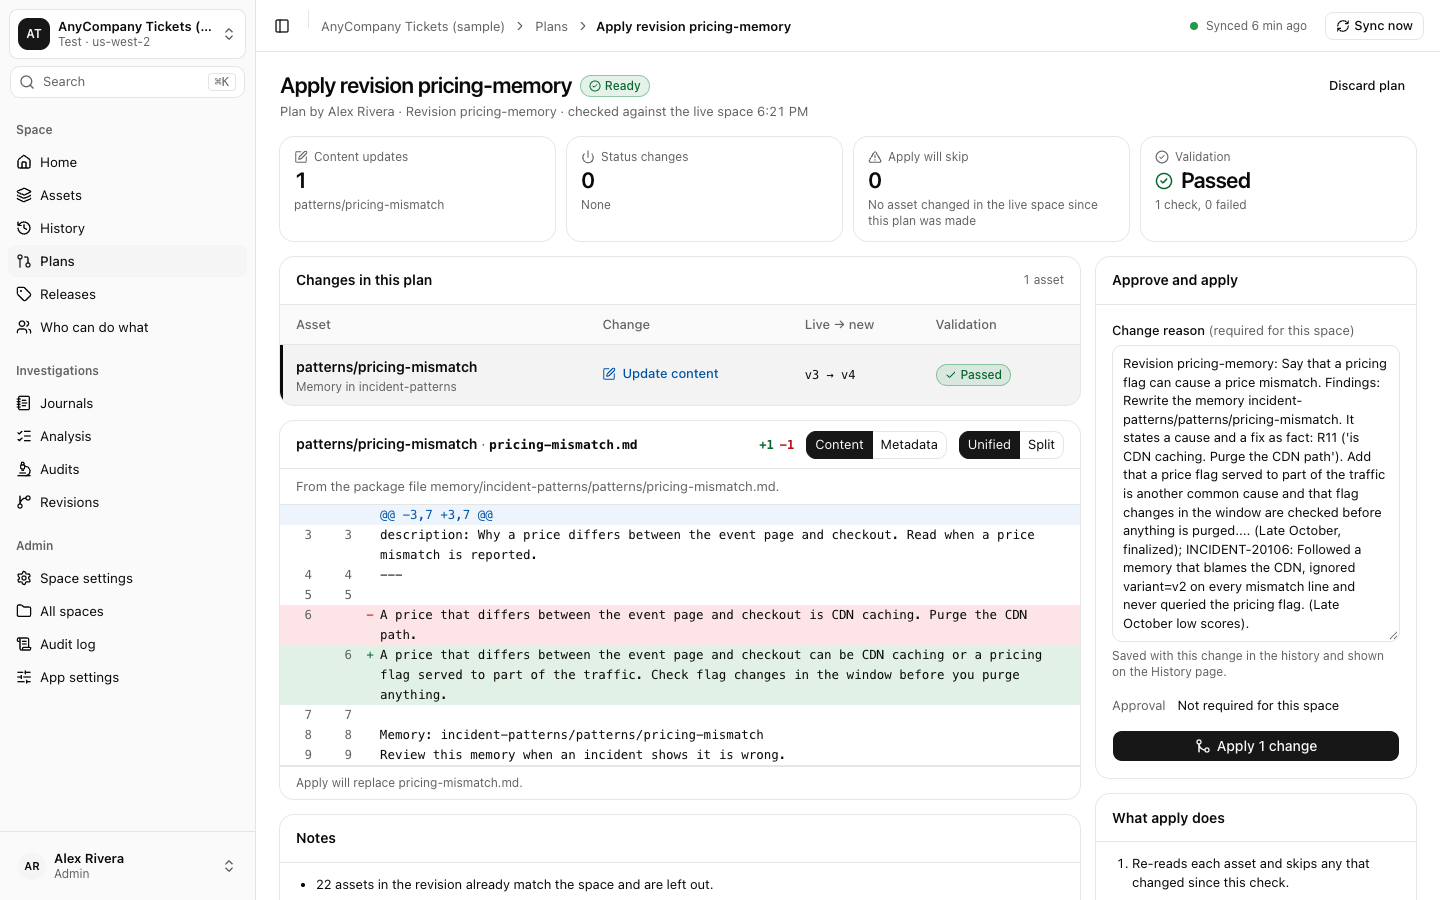 AT
AnyCompany Tickets (...
Test · us-west-2
Search
⌘K
Space
Home
Assets
History
Plans
Releases
Who can do what
Investigations
Journals
Analysis
Audits
Revisions
Admin
Space settings
All spaces
Audit log
App settings
AR
Alex Rivera
Admin
AnyCompany Tickets (sample) > Plans > Apply revision pricing-memory
Synced 6 min ago
Sync now
Apply revision pricing-memory
Ready
Discard plan
Plan by Alex Rivera · Revision pricing-memory · checked against the live space 6:21 PM
Content updates
1
patterns/pricing-mismatch
Status changes
0
None
Apply will skip
0
No asset changed in the live space since
this plan was made
Validation
Passed
1 check, 0 failed
Changes in this plan
1 asset
Asset Change Live → new Validation
patterns/pricing-mismatch
Memory in incident-patterns
Update content
v3 → v4
Passed
patterns/pricing-mismatch · pricing-mismatch.md
+1 −1
Content Metadata
Unified Split
From the package file memory/incident-patterns/patterns/pricing-mismatch.md.
@@ -3,7 +3,7 @@
3 3 description: Why a price differs between the event page and checkout. Read when a price
mismatch is reported.
4 4 ---
5 5
6 − A price that differs between the event page and checkout is CDN caching. Purge the CDN
path.
6 + A price that differs between the event page and checkout can be CDN caching or a pricing
flag served to part of the traffic. Check flag changes in the window before you purge
anything.
7 7
8 8 Memory: incident-patterns/patterns/pricing-mismatch
9 9 Review this memory when an incident shows it is wrong.
Apply will replace pricing-mismatch.md.
Notes
• 22 assets in the revision already match the space and are left out.
Approve and apply
Change reason (required for this space)
Revision pricing-memory: Say that a pricing
flag can cause a price mismatch. Findings:
Rewrite the memory incident-
patterns/patterns/pricing-mismatch. It
states a cause and a fix as fact: R11 ('is
CDN caching. Purge the CDN path'). Add
that a price flag served to part of the traffic
is another common cause and that flag
changes in the window are checked before
anything is purged.... (Late October,
finalized); INCIDENT-20106: Followed a
memory that blames the CDN, ignored
variant=v2 on every mismatch line and
never queried the pricing flag. (Late
October low scores).
Saved with this change in the history and shown
on the History page.
Approval Not required for this space
Apply 1 change
What apply does
1. Re-reads each asset and skips any that
changed since this check.